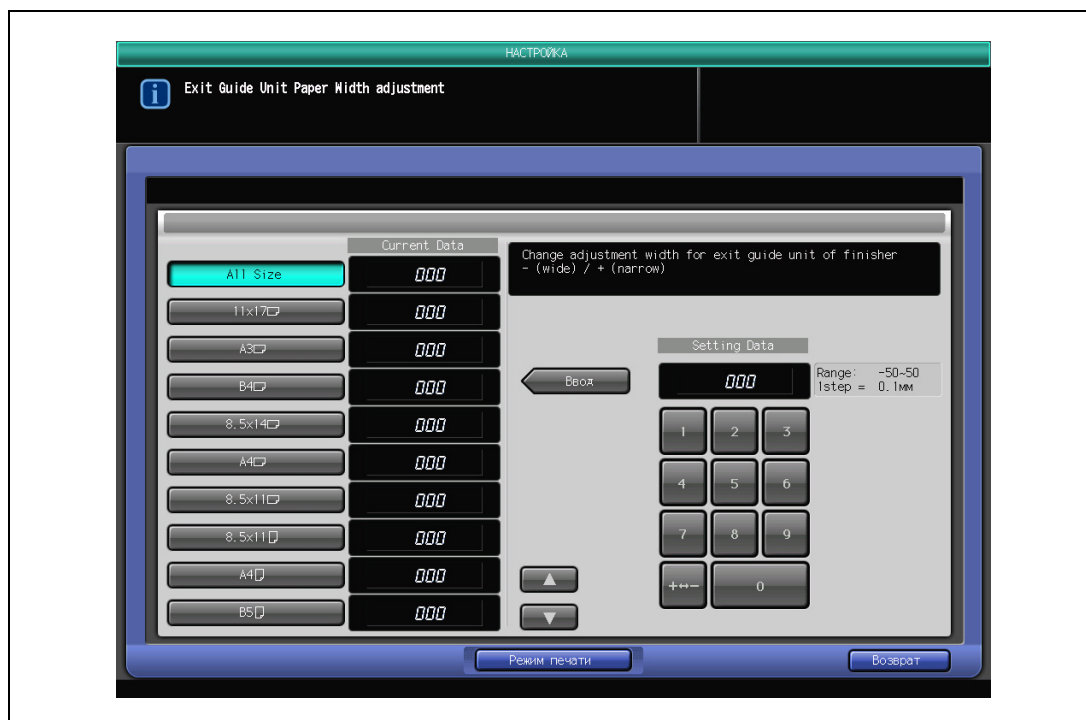 НАСТРОЙКА
Exit Guide Unit Paper Width adjustment
Current Data
All Size 000
11x17 000
A3 000
B4 000
8.5x14 000
A4 000
8.5x11 000
8.5x11 000
A4 000
B5 000
Change adjustment width for exit guide unit of finisher
- (wide) / + (narrow)
Setting Data
Ввод
000
Range: -50~50
1step = 0.1мм
1 2 3
4 5 6
7 8 9
+↔- 0
▲
▼
Режим печати
Возврат